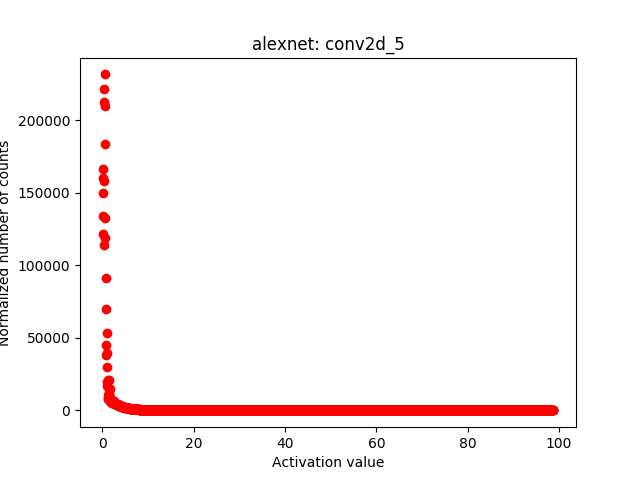 alexnet: conv2d_5
Normalized number of counts
200000
150000
100000
50000
0
0 20 40 60 80 100
Activation value